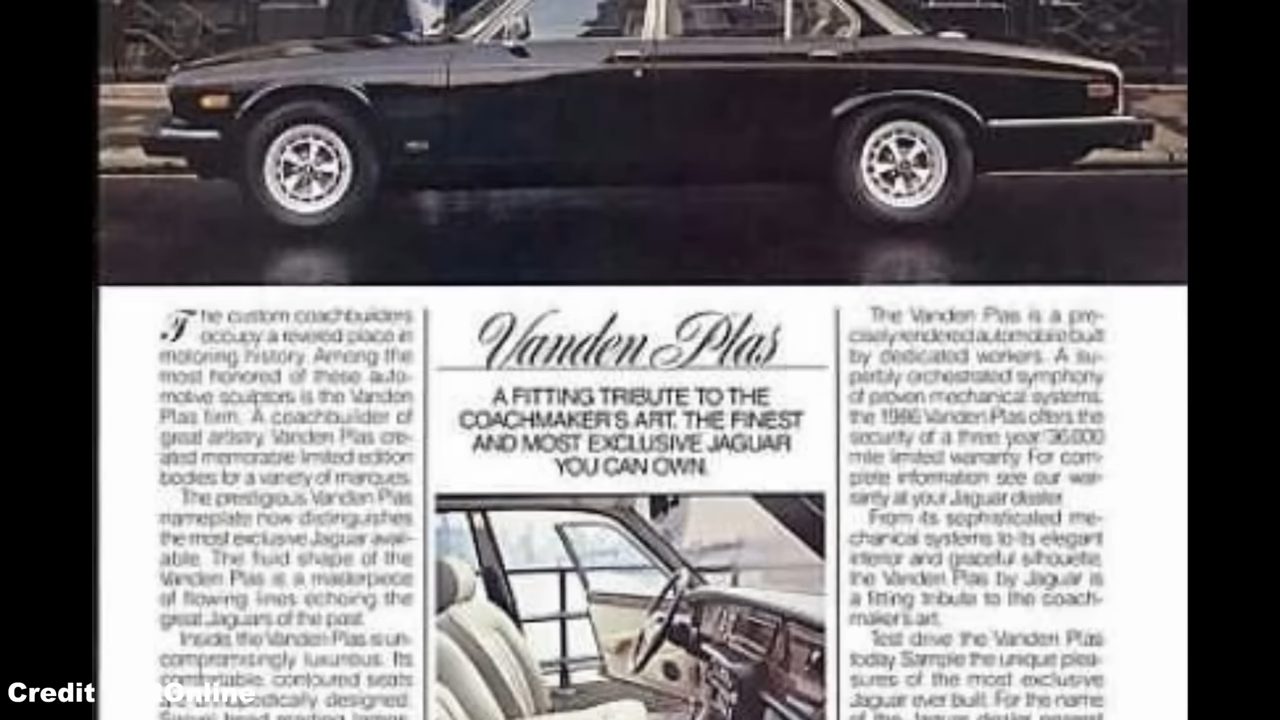 The custom coachbuilders
occupy a revered place in
motoring history. Among the
most honored of these auto-
motive sculptors is the Vanden
Plas firm. A coachbuilder of
great artistry, Vanden Plas cre-
ated memorable limited edition
bodies for a variety of marques.
The prestigious Vanden Plas
nameplate now distinguishes
the most exclusive Jaguar avail-
able. The fluid shape of the
Vanden Plas is a masterpiece
of flowing lines echoing the
great Jaguars of the past.
Inside, the Vanden Plas is un-
compromisingly luxurious. Its
contoured seats
designed.
Vanden Plas
A FITTING TRIBUTE TO THE
COACHMAKER'S ART. THE FINEST
AND MOST EXCLUSIVE JAGUAR
YOU CAN OWN.
The Vanden Plas is a pre-
cisely rendered automobile built
by dedicated workers. A su-
perbly orchestrated symphony
of proven mechanical systems,
the 1986 Vanden Plas offers the
security of a three year/36,000
mile limited warranty. For com-
plete information see our war-
ranty at your Jaguar dealer.
From its sophisticated me-
chanical systems to its elegant
interior and graceful silhouette,
the Vanden Plas by Jaguar is
a fitting tribute to the coach-
maker's art.
Test drive the Vanden Plas
today. Sample the unique plea-
sures of the most exclusive
Jaguar ever built. For the name
of the Jaguar dealer nearest
Credit